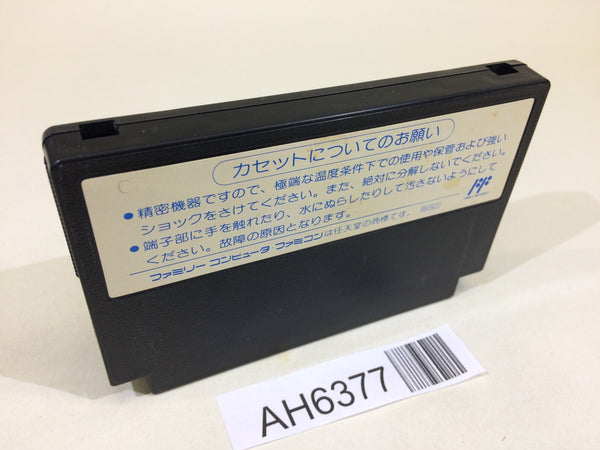 カセットについてのお願い
●精密機器ですので、極端な温度条件下での使用や保管および強い
ショックをさけてください。また、絶対に分解しないでください。
●端子部に手を触れたり、水にぬらしたりして汚さないようにして
ください。故障の原因となります。
ファミリーコンピュータ・ファミコンは任天堂の商標です。
AH6377